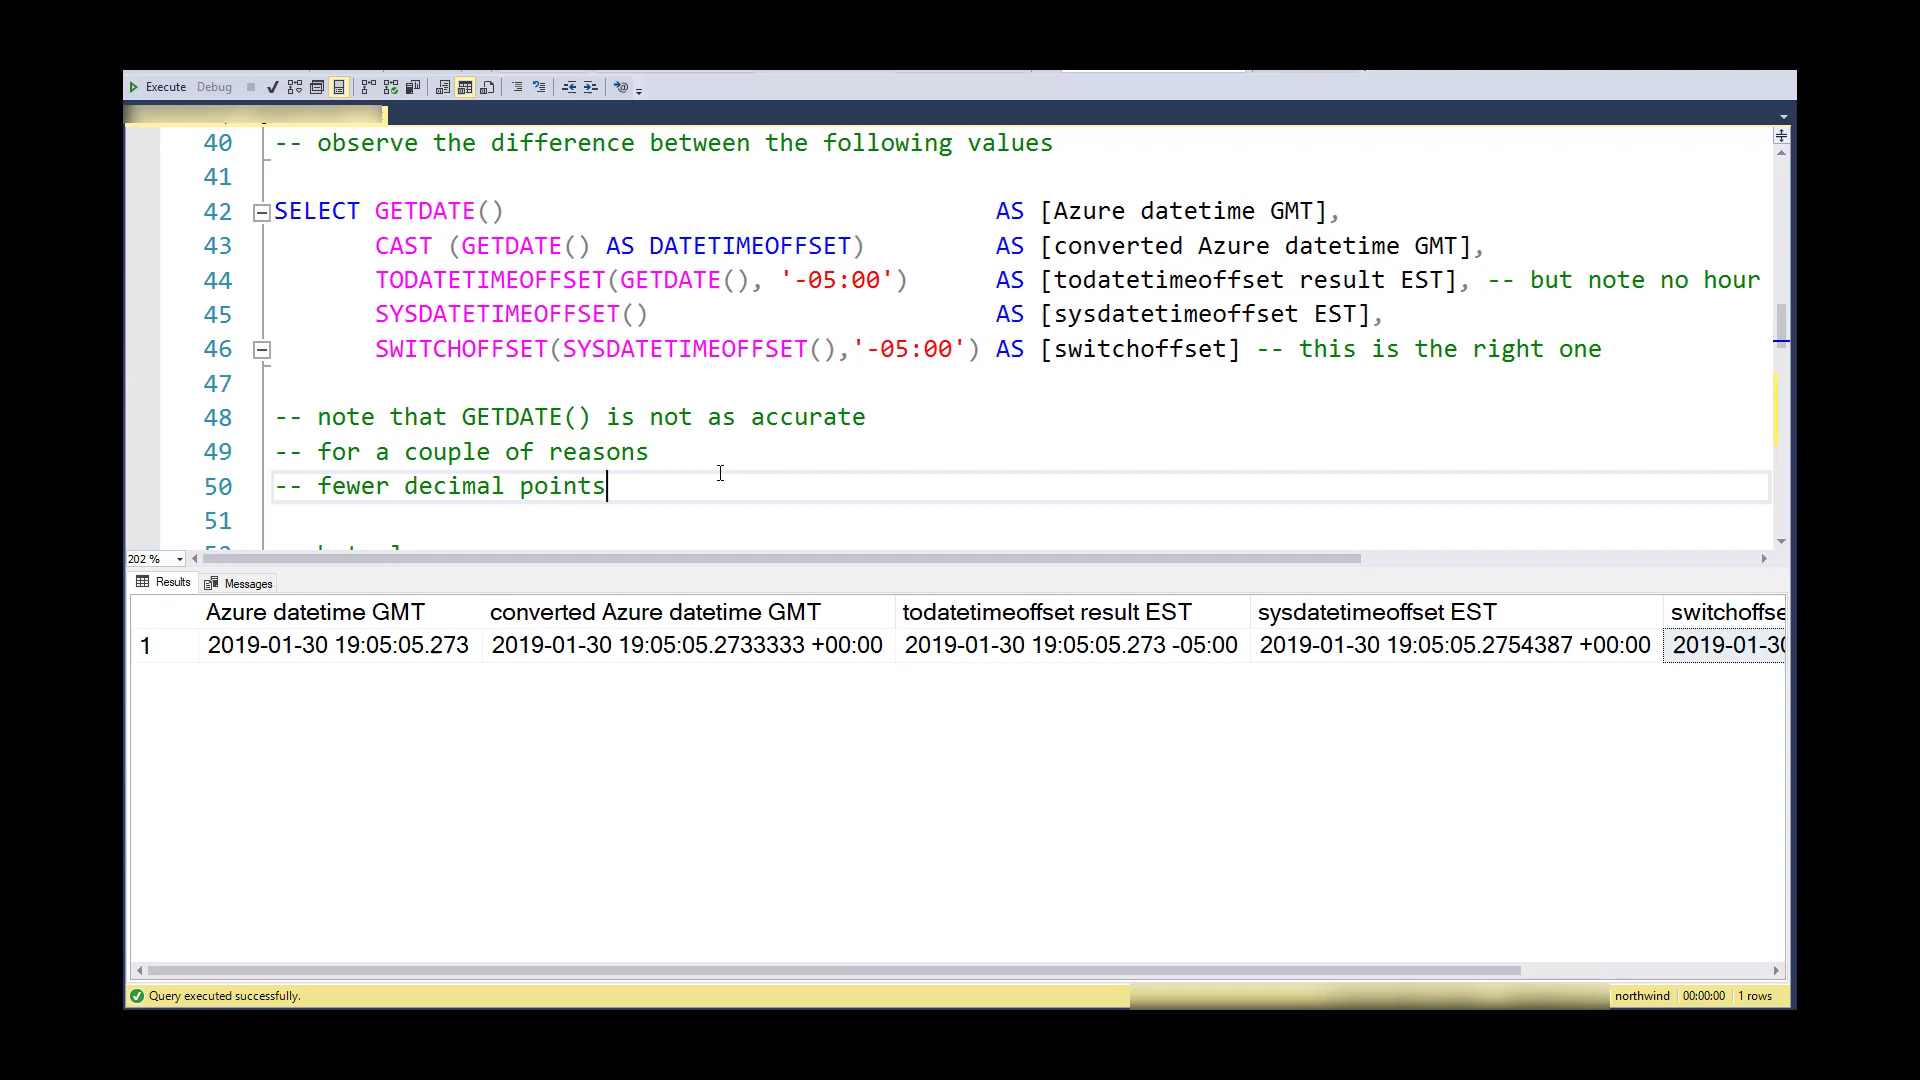 Execute Debug
40 -- observe the difference between the following values
41
42 SELECT GETDATE() AS [Azure datetime GMT],
43 CAST (GETDATE() AS DATETIMEOFFSET) AS [converted Azure datetime GMT],
44 TODATETIMEOFFSET(GETDATE(), '-05:00') AS [todatetimeoffset result EST], -- but note no hour
45 SYSDATETIMEOFFSET() AS [sysdatetimeoffset EST],
46 SWITCHOFFSET(SYSDATETIMEOFFSET(),'-05:00') AS [switchoffset] -- this is the right one
47
48 -- note that GETDATE() is not as accurate
49 -- for a couple of reasons
50 -- fewer decimal points
51
202 %
Results Messages
Azure datetime GMT converted Azure datetime GMT todatetimeoffset result EST sysdatetimeoffset EST switchoffse
1 2019-01-30 19:05:05.273 2019-01-30 19:05:05.2733333 +00:00 2019-01-30 19:05:05.273 -05:00 2019-01-30 19:05:05.2754387 +00:00 2019-01-30
Query executed successfully. northwind 00:00:00 1 rows